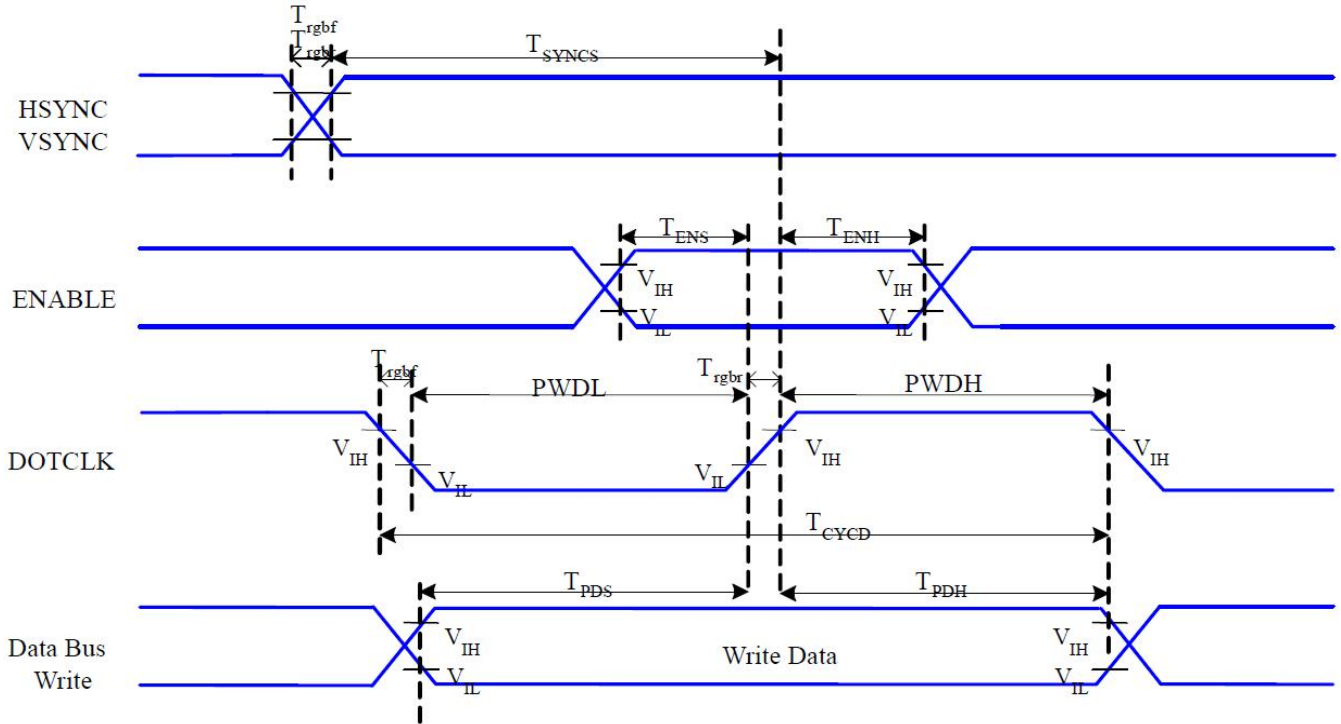 Trgbf
Trgbr
TSYNCS
HSYNC
VSYNC
TENS
TENH
VIH
VIH
ENABLE
VIL
VIL
Trgbf
Trgbr
PWDL
PWDH
VIH
VIH
VIH
DOTCLK
VIL
VIL
TCYCD
TPDS
TPDH
VIH
VIH
Data Bus
Write
Write Data
VIL
VIL